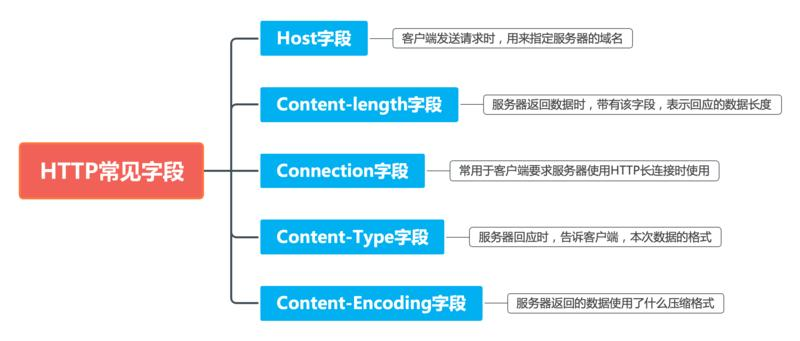 HTTP常见字段
Host字段
客户端发送请求时，用来指定服务器的域名
Content-length字段
服务器返回数据时，带有该字段，表示回应的数据长度
Connection字段
常用于客户端要求服务器使用HTTP长连接时使用
Content-Type字段
服务器回应时，告诉客户端，本次数据的格式
Content-Encoding字段
服务器返回的数据使用了什么压缩格式